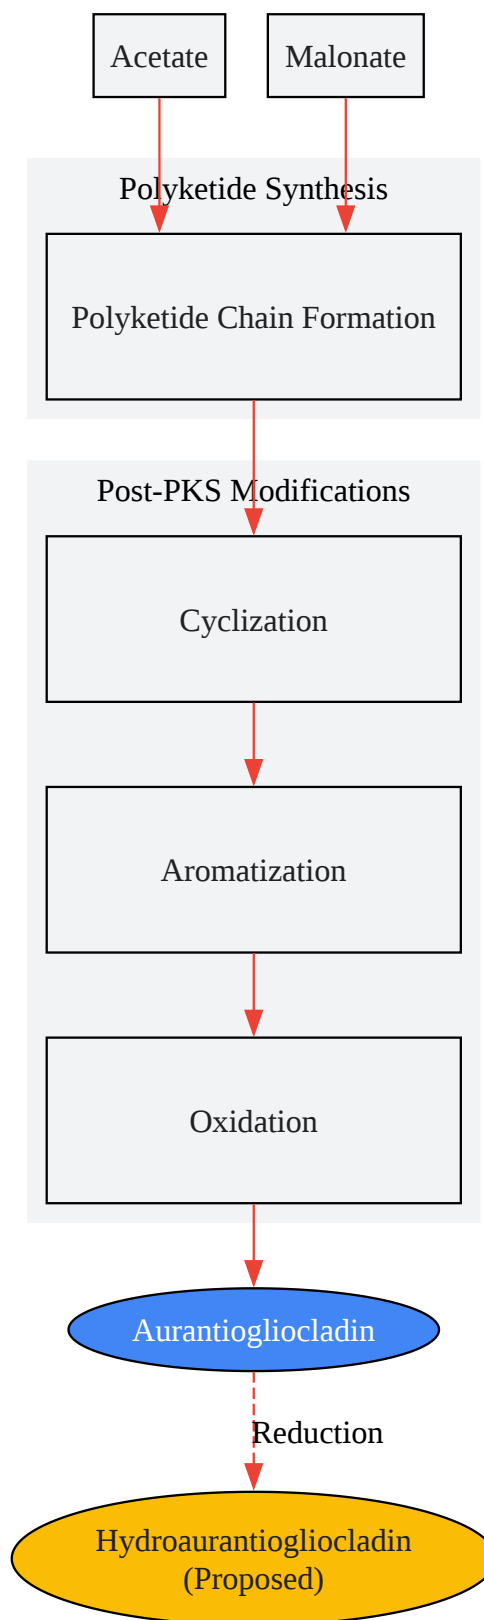 Acetate
Malonate
Polyketide Synthesis
Polyketide Chain Formation
Post-PKS Modifications
Cyclization
Aromatization
Oxidation
Aurantiogliocladin
Reduction
Hydroaurantiogliocladin
(Proposed)